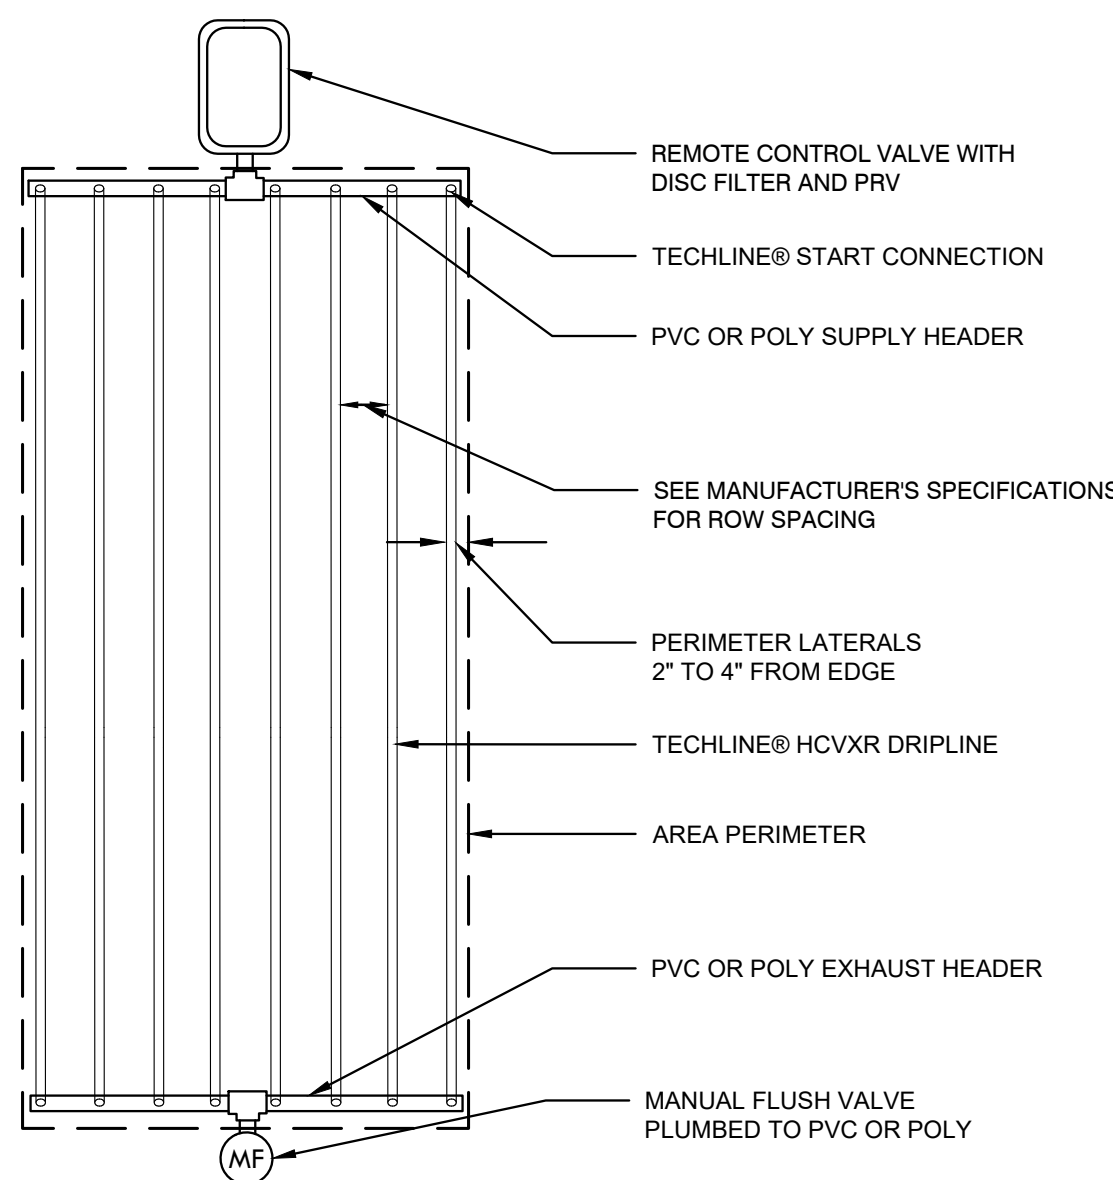 REMOTE CONTROL VALVE WITH
DISC FILTER AND PRV
TECHLINE® START CONNECTION
PVC OR POLY SUPPLY HEADER
SEE MANUFACTURER'S SPECIFICATIONS
FOR ROW SPACING
PERIMETER LATERALS
2" TO 4" FROM EDGE
TECHLINE® HCVXR DRIPLINE
AREA PERIMETER
PVC OR POLY EXHAUST HEADER
MANUAL FLUSH VALVE
PLUMBED TO PVC OR POLY
MF